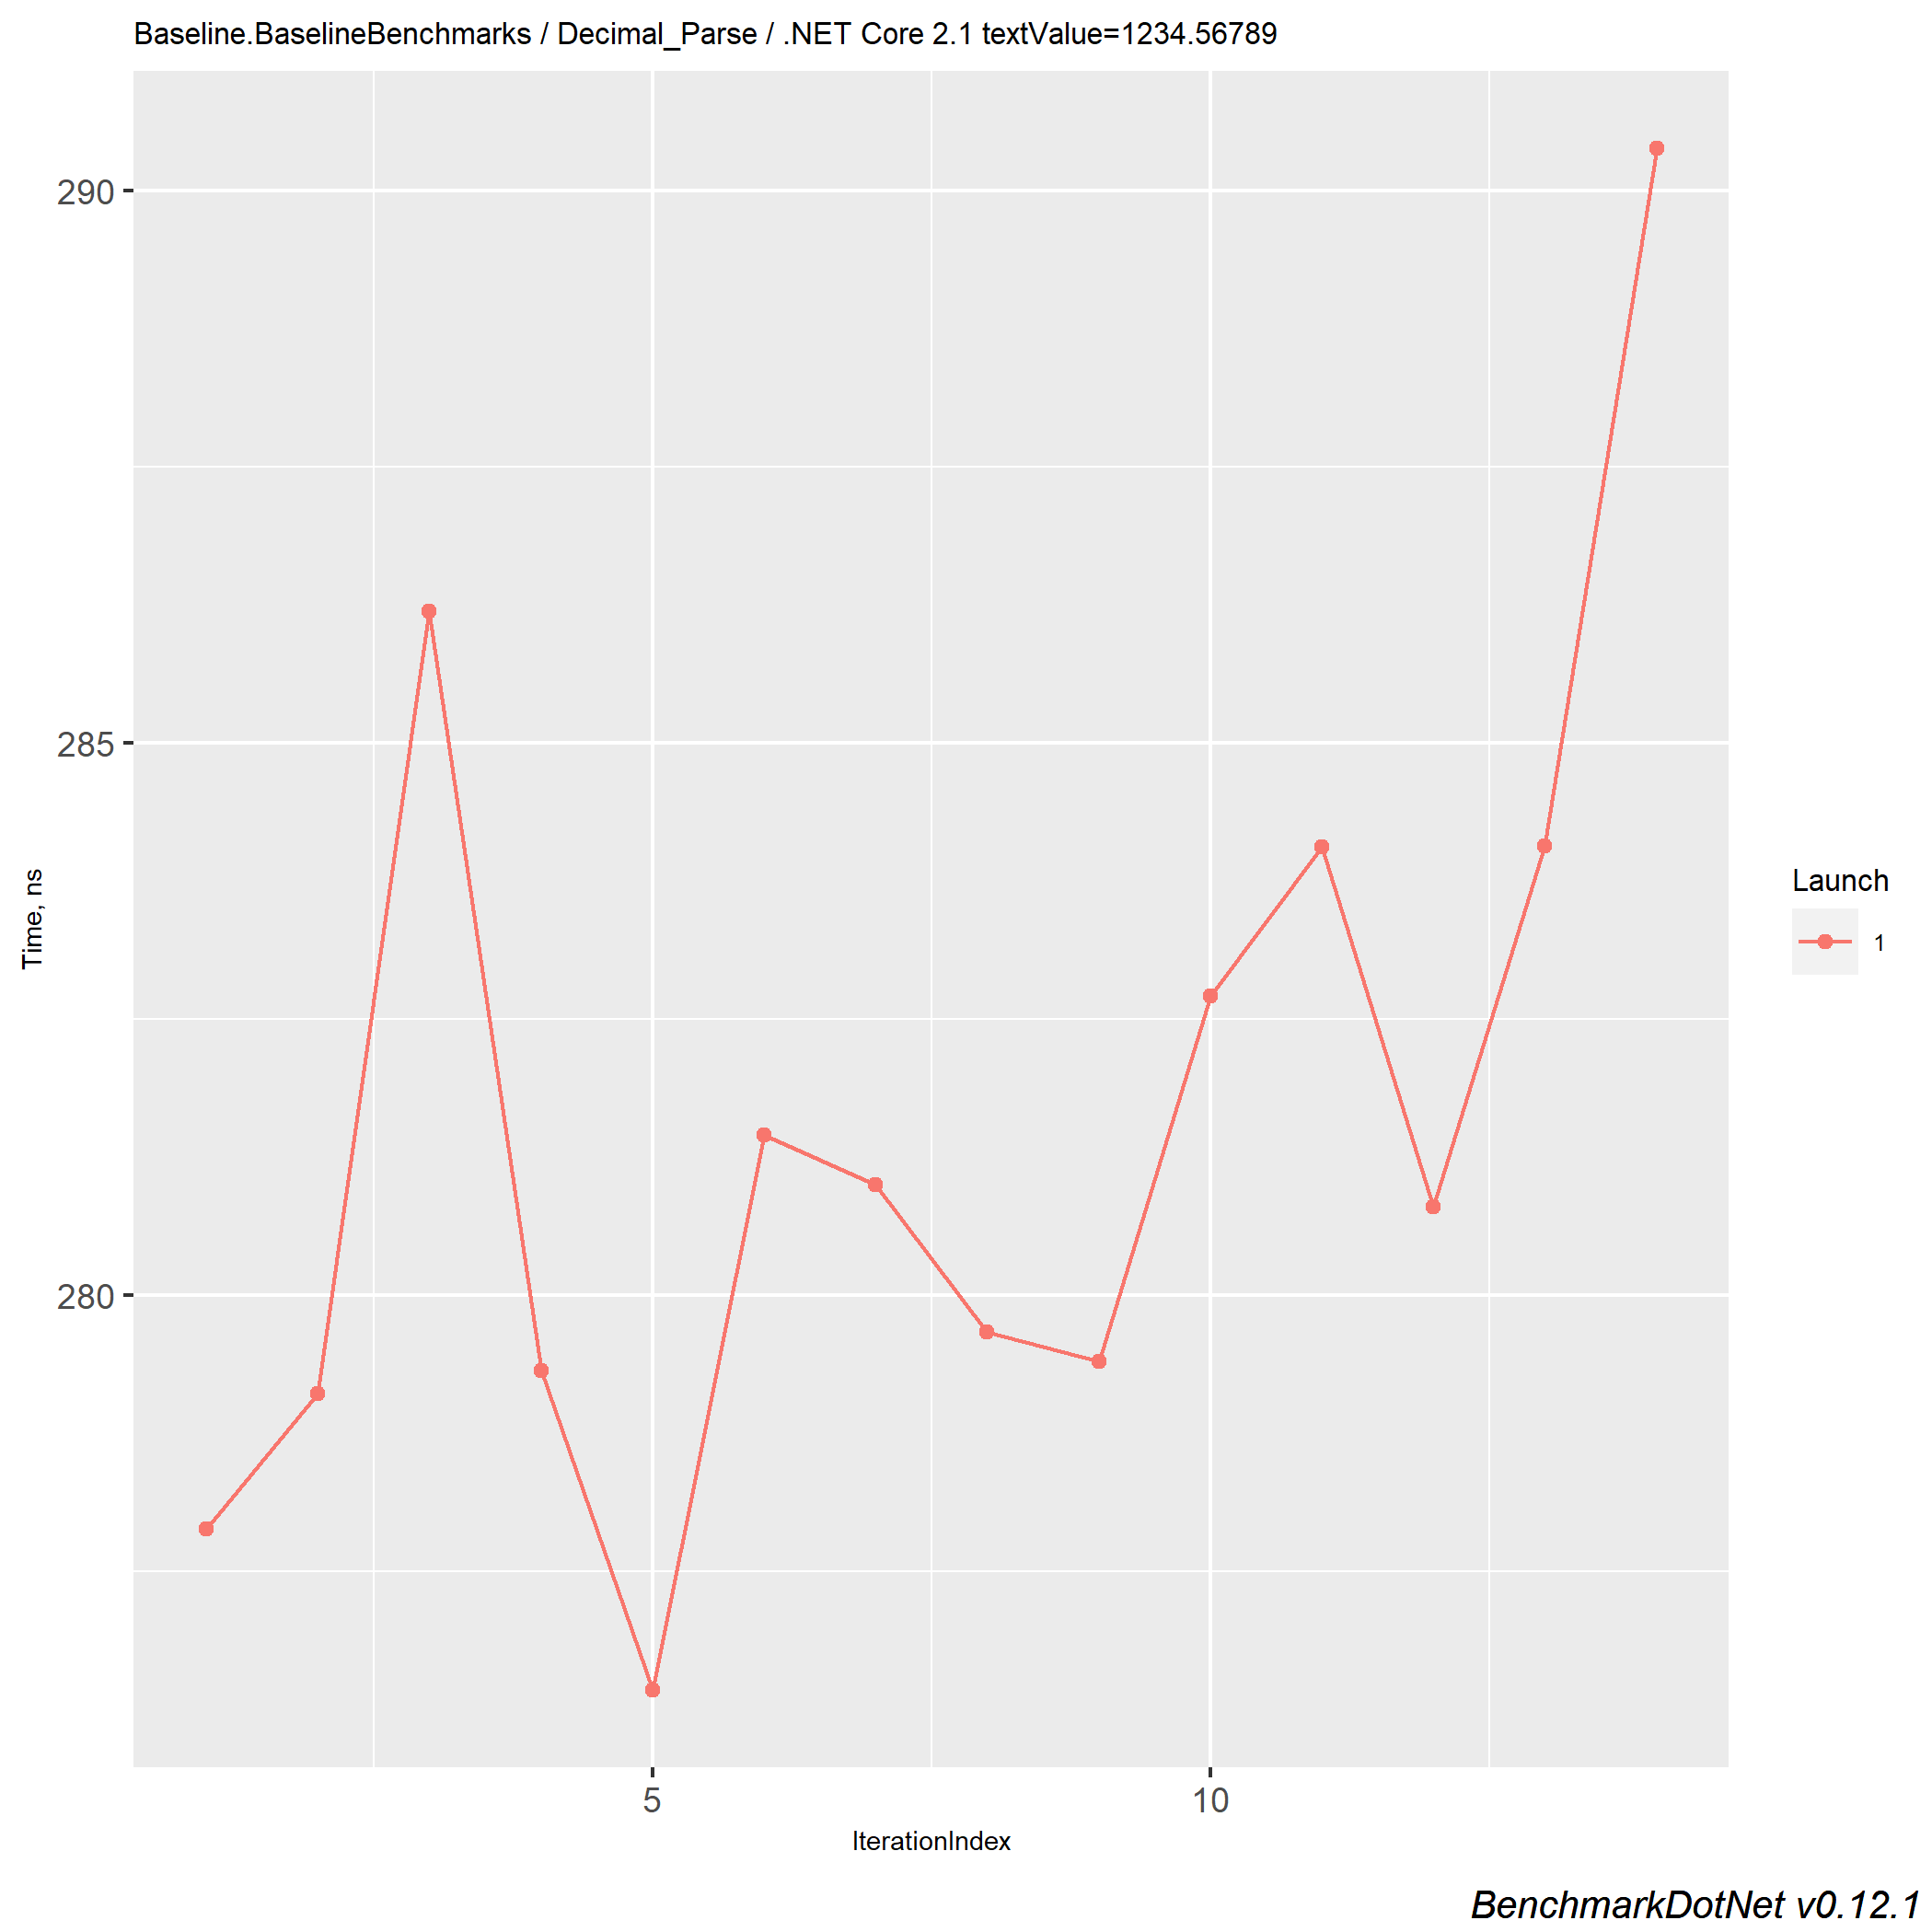 Baseline.BaselineBenchmarks / Decimal_Parse / .NET Core 2.1 textValue=1234.56789
290
285
280
Time, ns
5
10
IterationIndex
Launch
1
BenchmarkDotNet v0.12.1